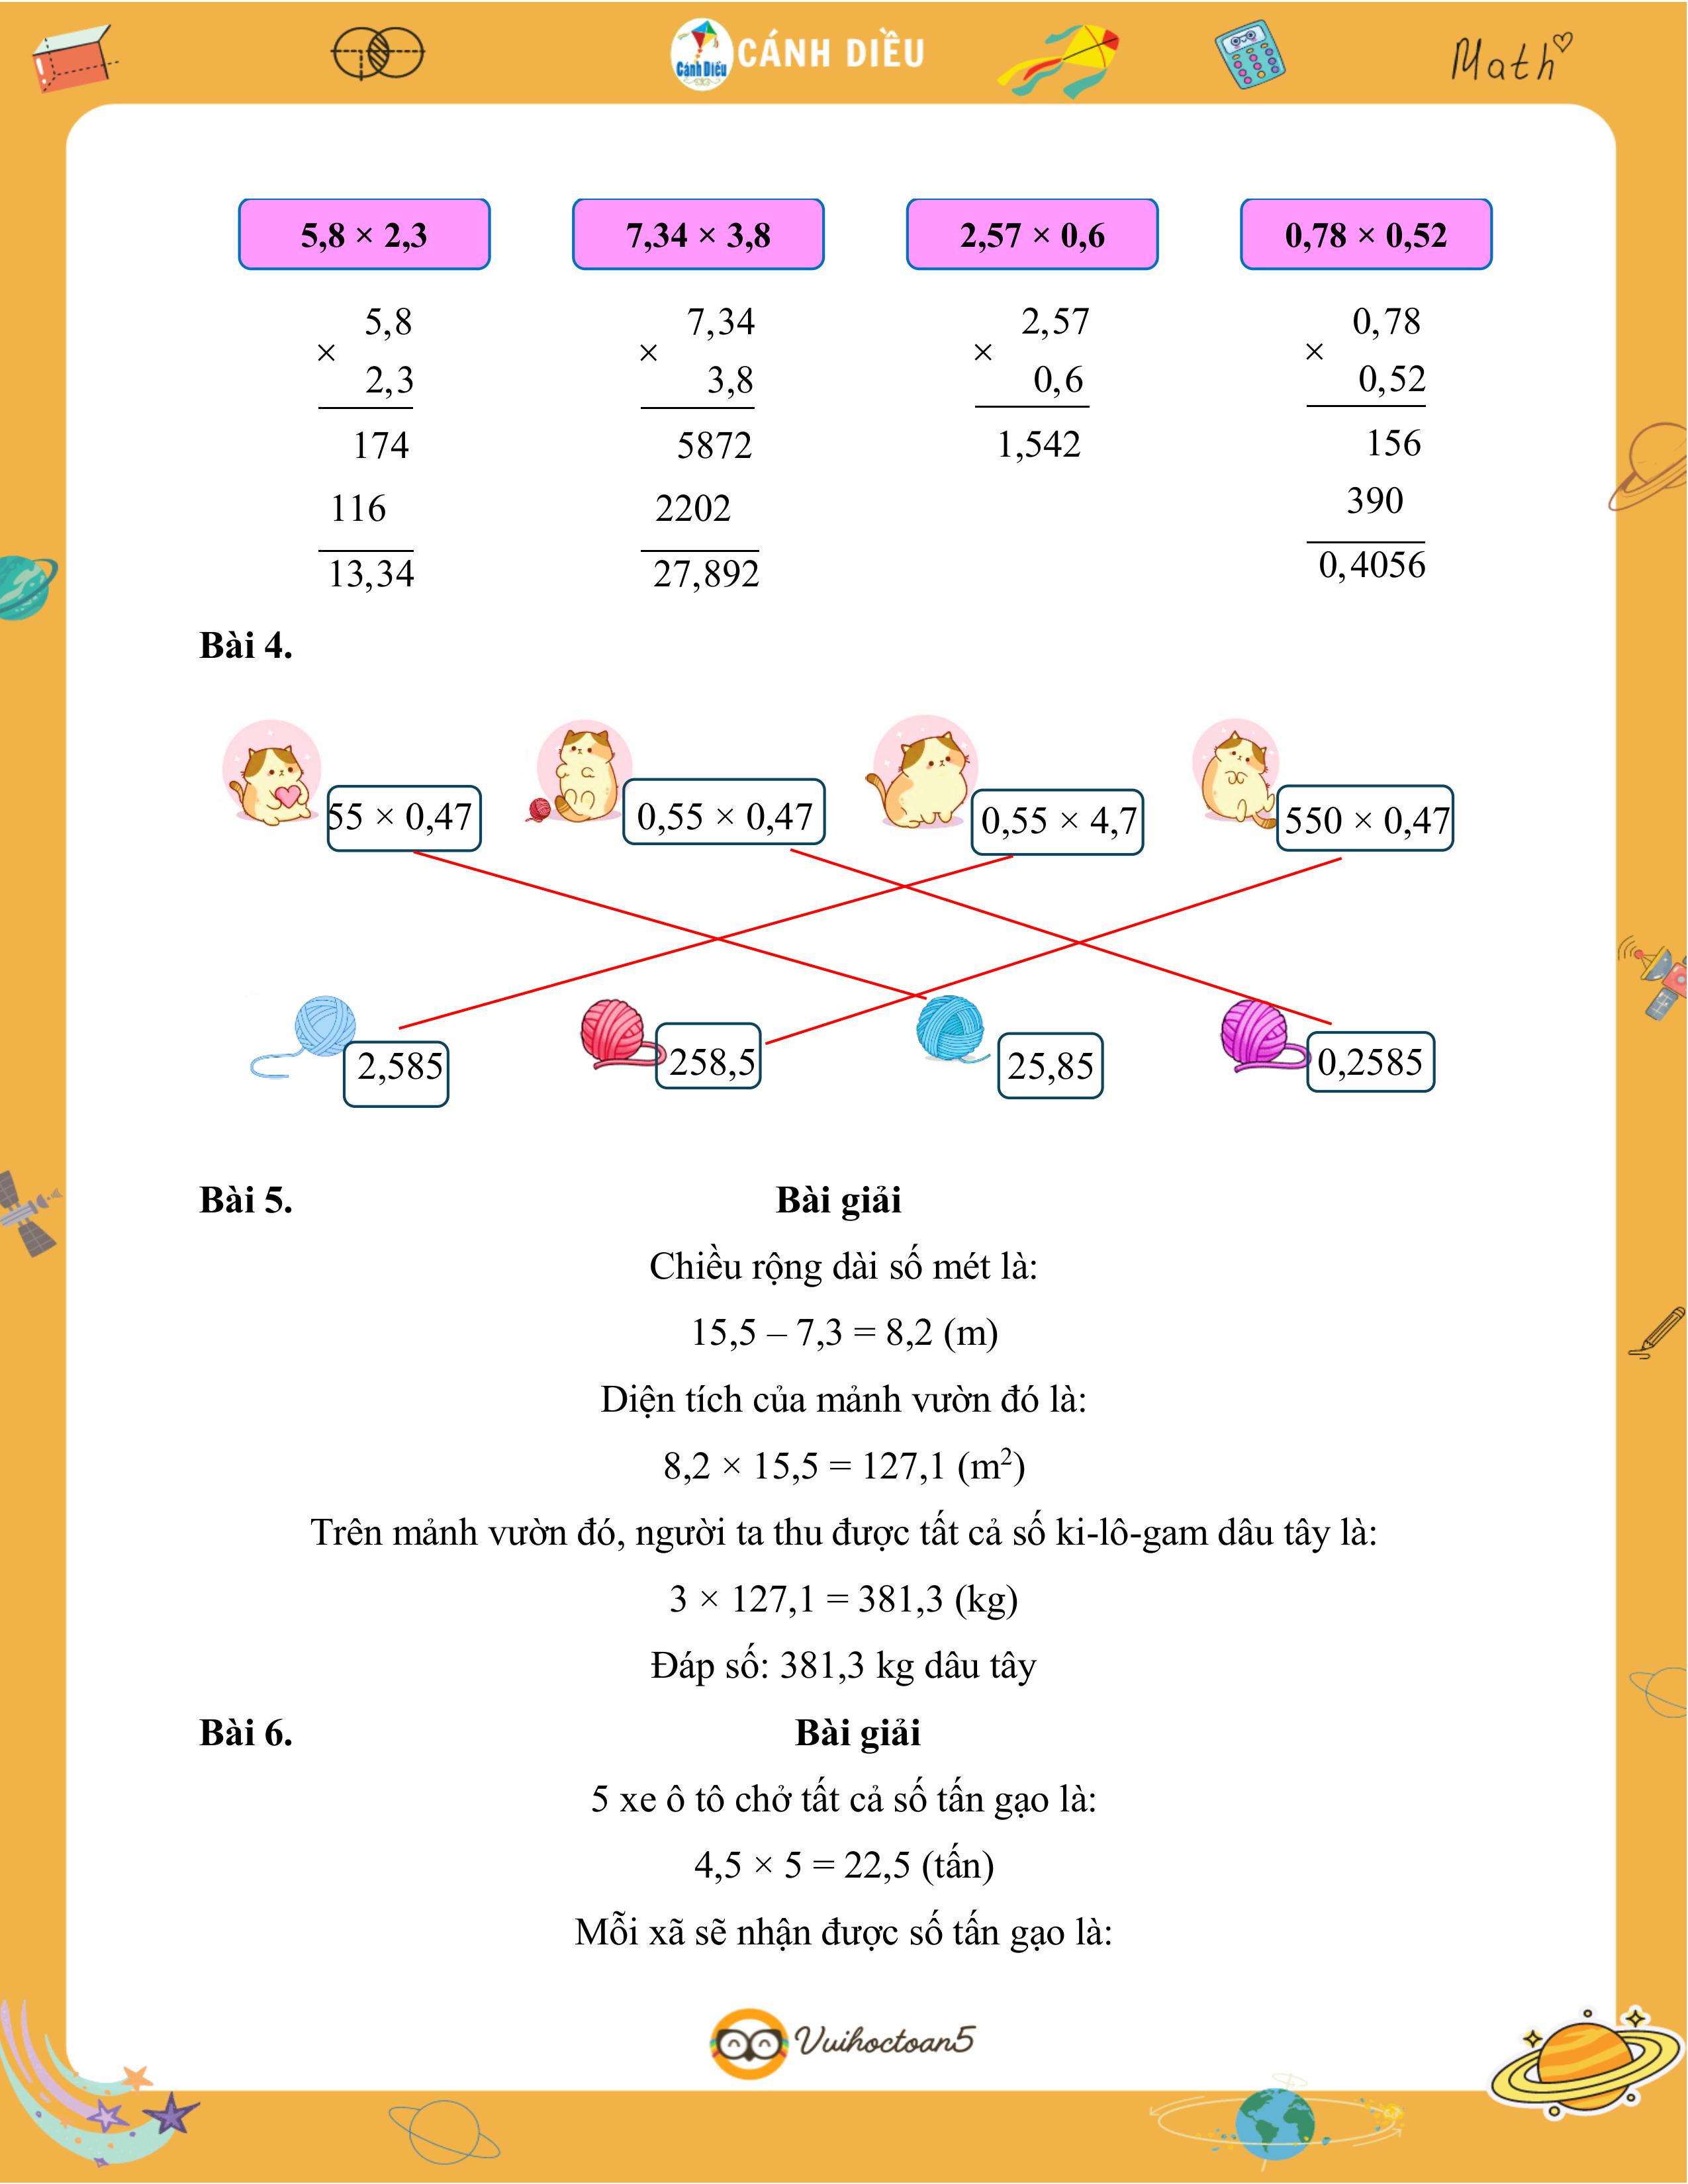 Cánh Diều CÁNH DIỀU Math
5,8 × 2,3 7,34 × 3,8 2,57 × 0,6 0,78 × 0,52
5,8 7,34 2,57 0,78
× × × ×
2,3 3,8 0,6 0,52
174 5872 1,542 156
116 2202 390
13,34 27,892 0,4056
Bài 4.
55 × 0,47 0,55 × 0,47 0,55 × 4,7 550 × 0,47
2,585 258,5 25,85 0,2585
Bài 5. Bài giải
Chiều rộng dài số mét là:
15,5 – 7,3 = 8,2 (m)
Diện tích của mảnh vườn đó là:
8,2 × 15,5 = 127,1 (m²)
Trên mảnh vườn đó, người ta thu được tất cả số ki-lô-gam dâu tây là:
3 × 127,1 = 381,3 (kg)
Đáp số: 381,3 kg dâu tây
Bài 6. Bài giải
5 xe ô tô chở tất cả số tấn gạo là:
4,5 × 5 = 22,5 (tấn)
Mỗi xã sẽ nhận được số tấn gạo là:
Vuihoctoan5